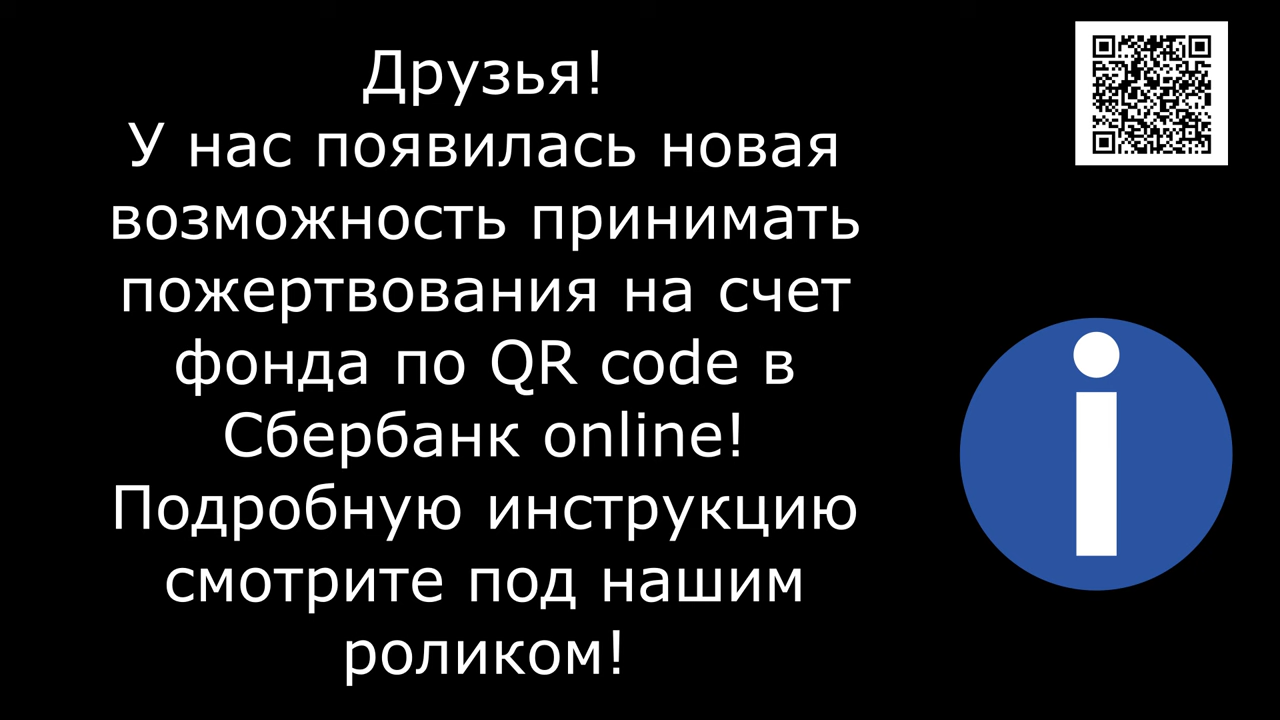 Друзья!
У нас появилась новая
возможность принимать
пожертвования на счет
фонда по QR code в
Сбербанк online!
Подробную инструкцию
смотрите под нашим
роликом!